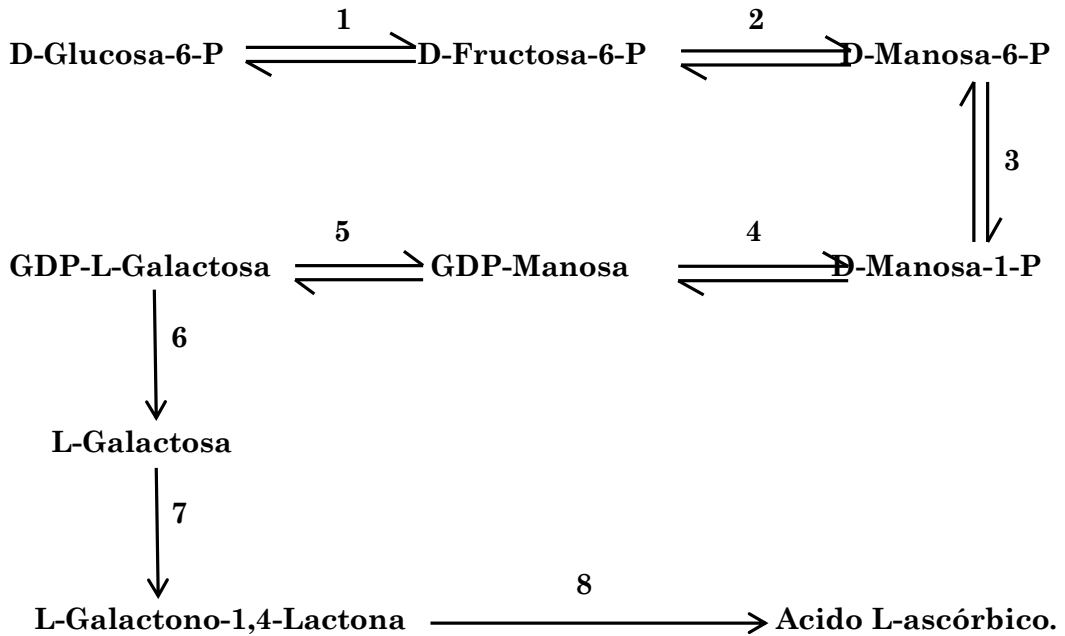 1 2
D-Glucosa-6-P D-Fructosa-6-P D-Manosa-6-P
3
5 4
GDP-L-Galactosa GDP-Manosa D-Manosa-1-P
6
L-Galactosa
7
8
L-Galactono-1,4-Lactona Acido L-ascórbico.